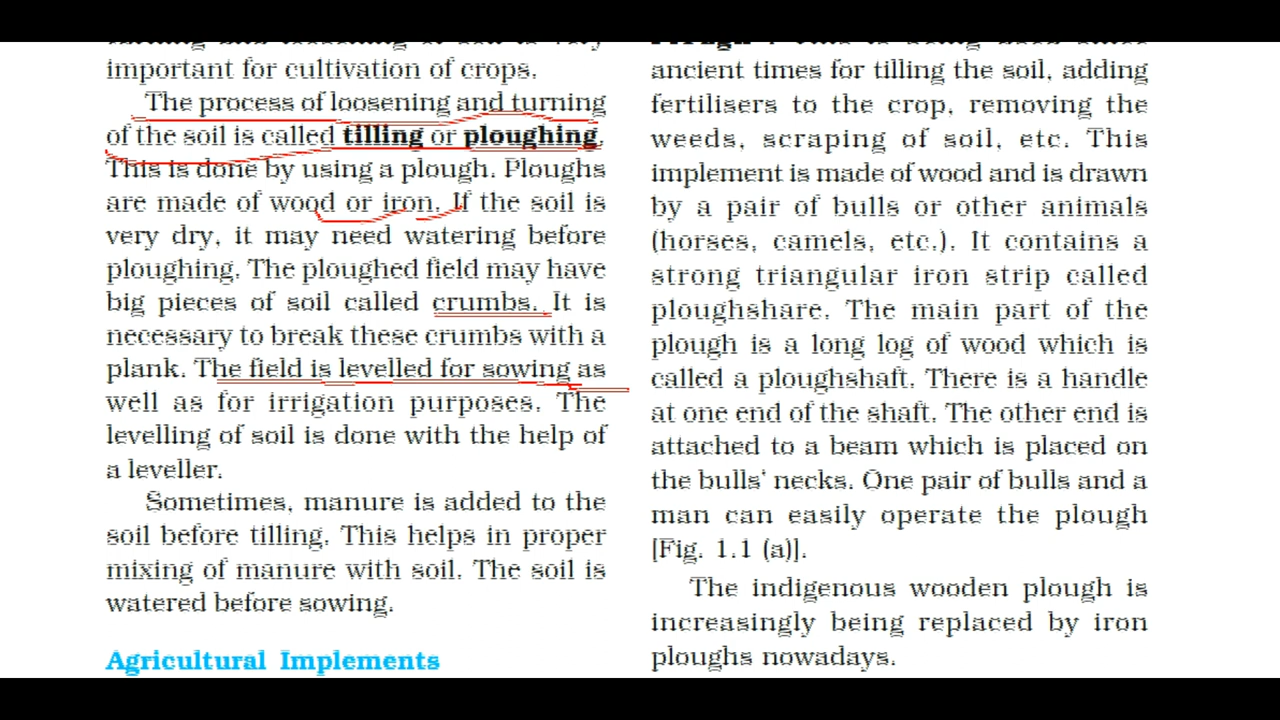 important for cultivation of crops.
The process of loosening and turning
of the soil is called tilling or ploughing.
This is done by using a plough. Ploughs
are made of wood or iron. If the soil is
very dry, it may need watering before
ploughing. The ploughed field may have
big pieces of soil called crumbs. It is
necessary to break these crumbs with a
plank. The field is levelled for sowing as
well as for irrigation purposes. The
levelling of soil is done with the help of
a leveller.
Sometimes, manure is added to the
soil before tilling. This helps in proper
mixing of manure with soil. The soil is
watered before sowing.
Agricultural Implements
ancient times for tilling the soil, adding
fertilisers to the crop, removing the
weeds, scraping of soil, etc. This
implement is made of wood and is drawn
by a pair of bulls or other animals
(horses, camels, etc.). It contains a
strong triangular iron strip called
ploughshare. The main part of the
plough is a long log of wood which is
called a ploughshaft. There is a handle
at one end of the shaft. The other end is
attached to a beam which is placed on
the bulls' necks. One pair of bulls and a
man can easily operate the plough
[Fig. 1.1 (a)].
The indigenous wooden plough is
increasingly being replaced by iron
ploughs nowadays.